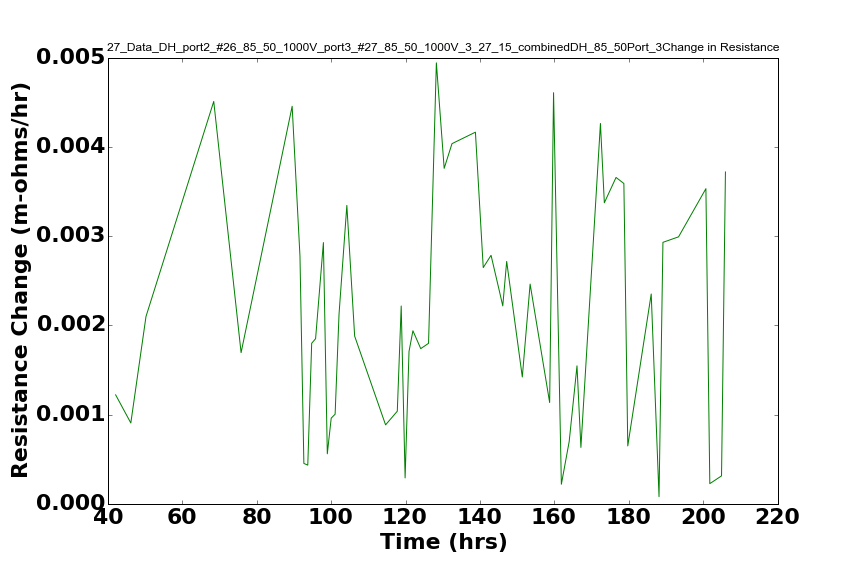 27_Data_DH_port2_#26_85_50_1000V_port3_#27_85_50_1000V_3_27_15_combinedDH_85_50Port_3Change in Resistance
Resistance Change (m-ohms/hr)
0.005
0.004
0.003
0.002
0.001
0.000
40 60 80 100 120 140 160 180 200 220
Time (hrs)